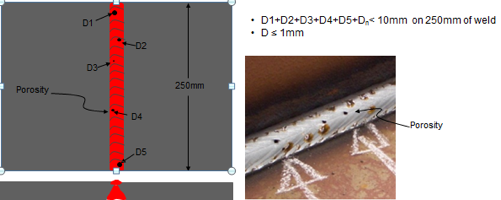 D1
D2
D3
Porosity
D4
D5
250mm
• D1+D2+D3+D4+D5+Dn< 10mm on 250mm of weld
• D ≤ 1mm
Porosity